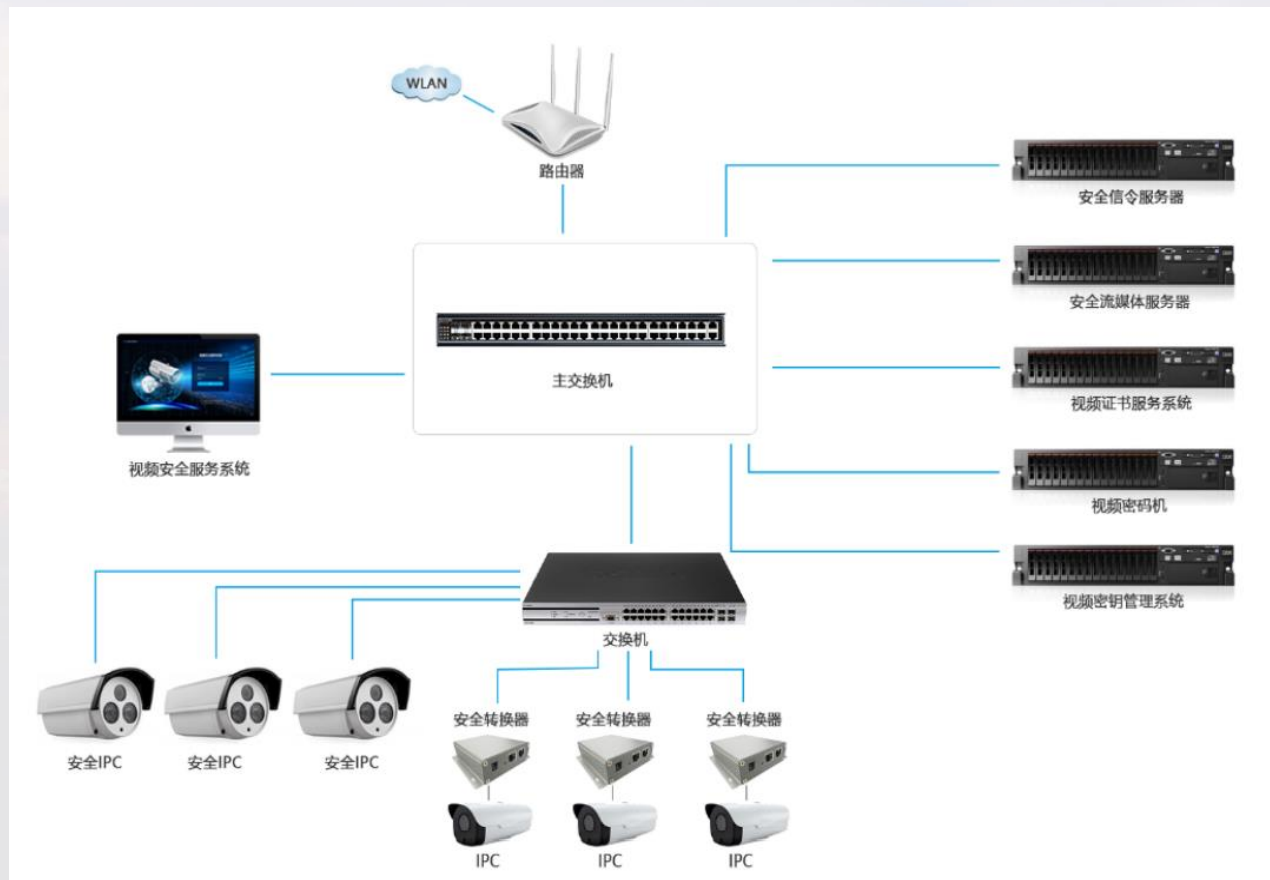 WLAN
路由器
安全信令服务器
安全流媒体服务器
主交换机
视频证书服务系统
视频安全服务系统
视频密码机
视频密钥管理系统
交换机
安全转换器 安全转换器 安全转换器
安全IPC 安全IPC 安全IPC
IPC IPC IPC